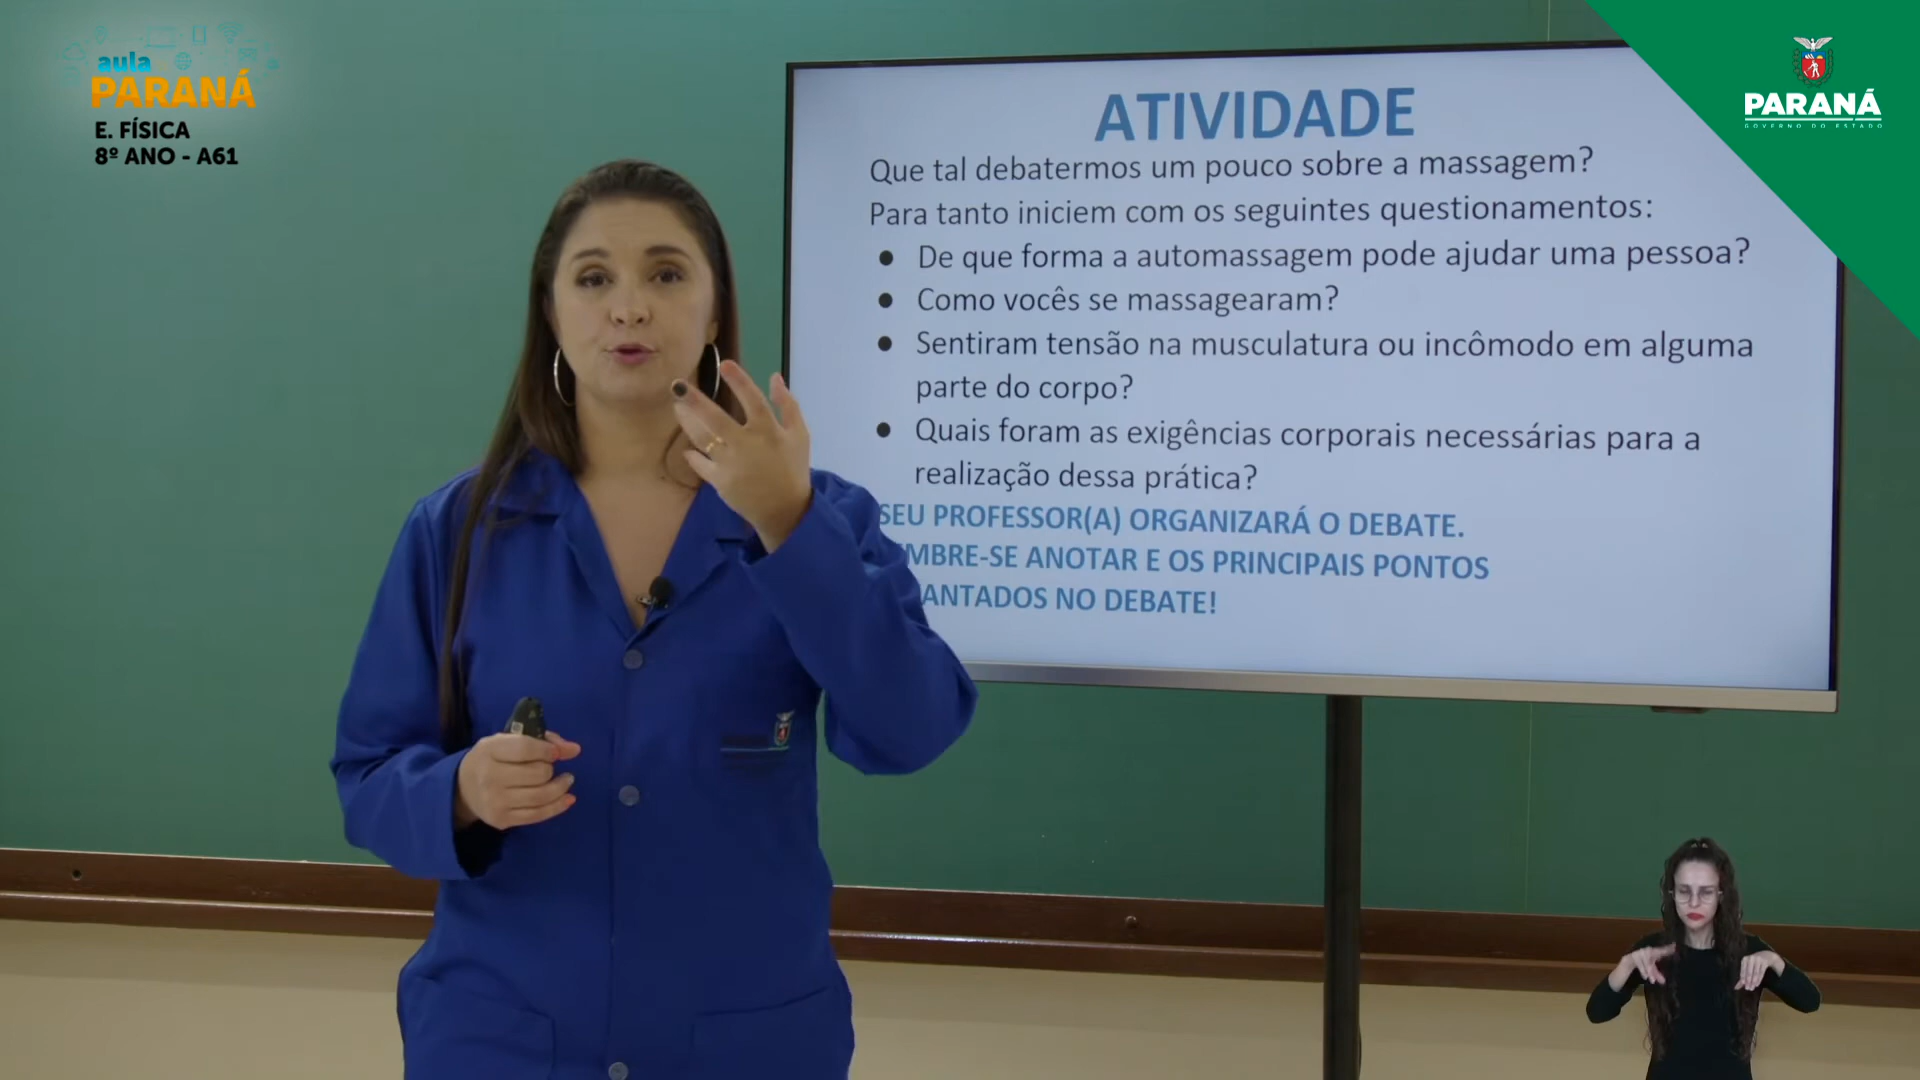 aula
PARANÁ
E. FÍSICA
8º ANO - A61
ATIVIDADE
Que tal debatermos um pouco sobre a massagem?
Para tanto iniciem com os seguintes questionamentos:
● De que forma a automassagem pode ajudar uma pessoa?
● Como vocês se massagearam?
● Sentiram tensão na musculatura ou incômodo em alguma
parte do corpo?
● Quais foram as exigências corporais necessárias para a
realização dessa prática?
SEU PROFESSOR(A) ORGANIZARÁ O DEBATE.
MBRE-SE ANOTAR E OS PRINCIPAIS PONTOS
ANTADOS NO DEBATE!
PARANÁ
GOVERNO DO ESTADO